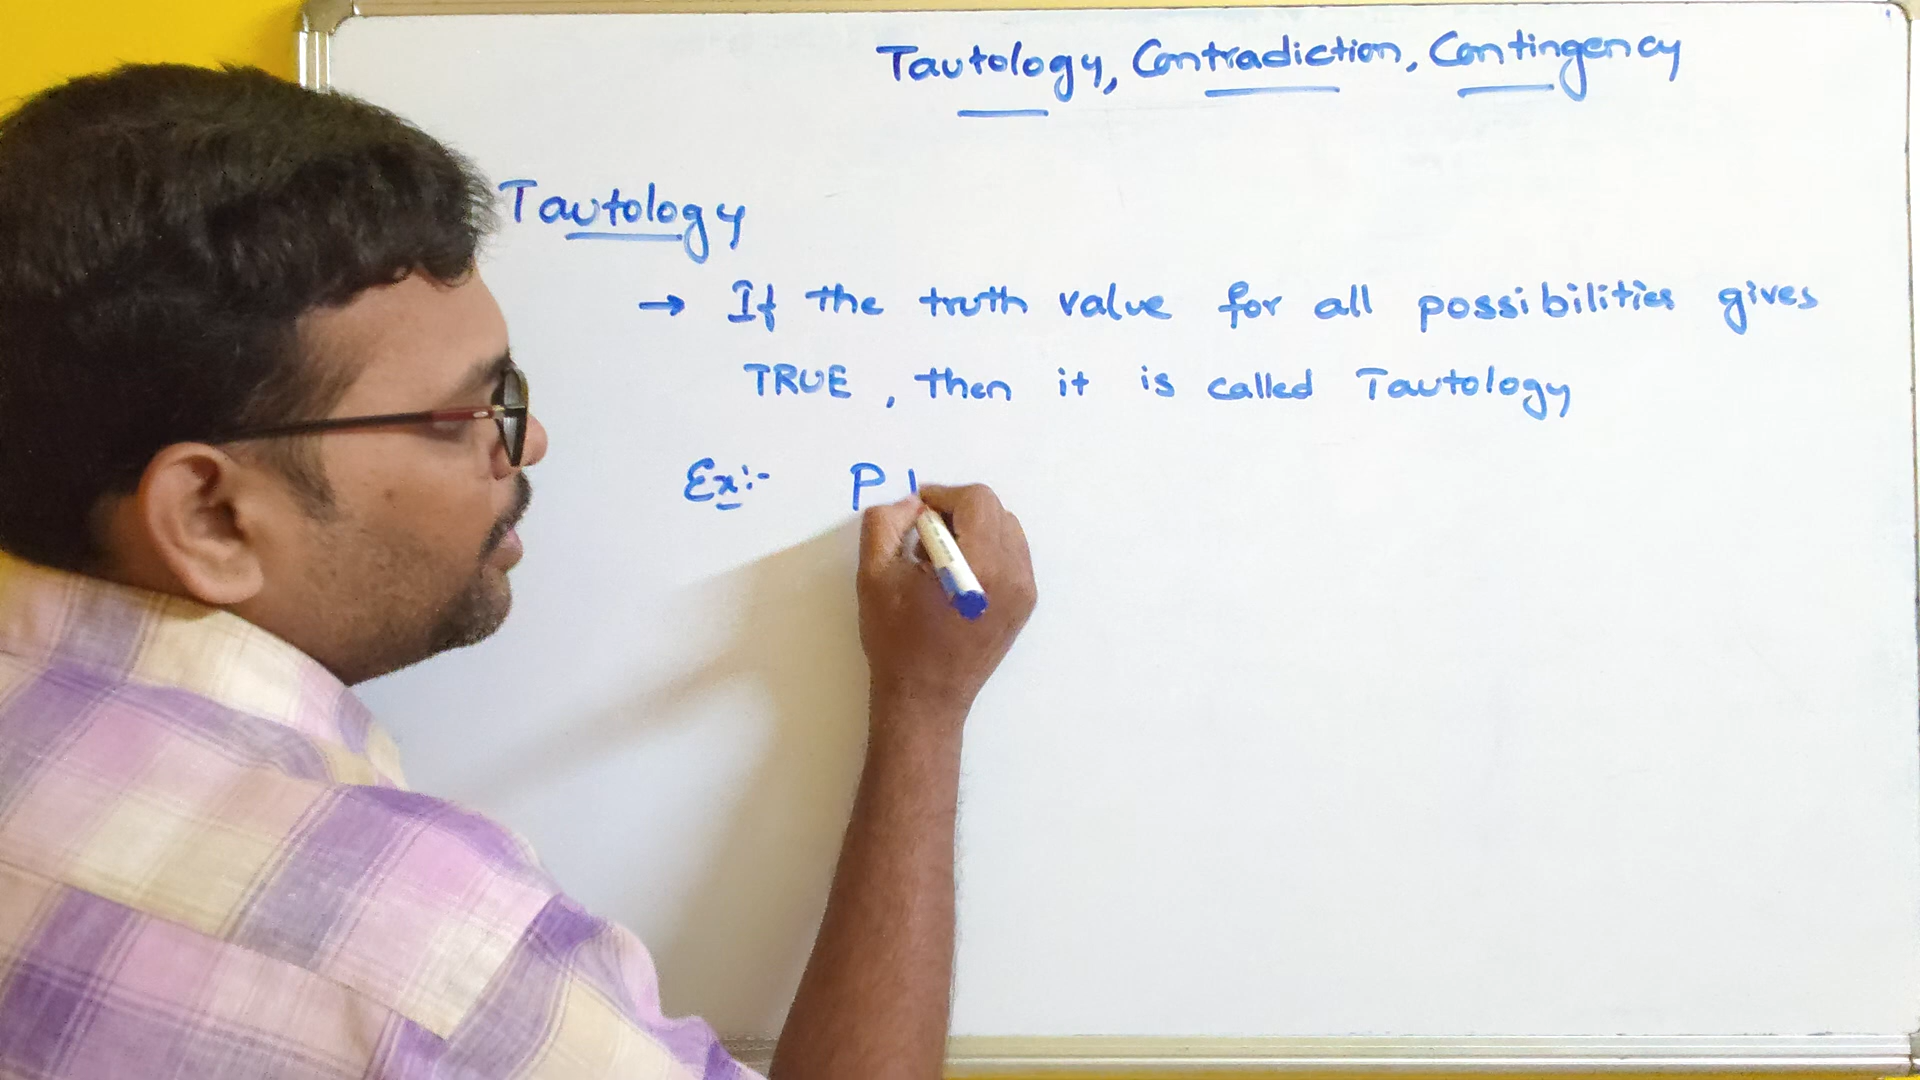 Tautology, Contradiction, Contingency
Tautology
→ If the truth value for all possibilities gives
TRUE, then it is called Tautology
Ex:- P